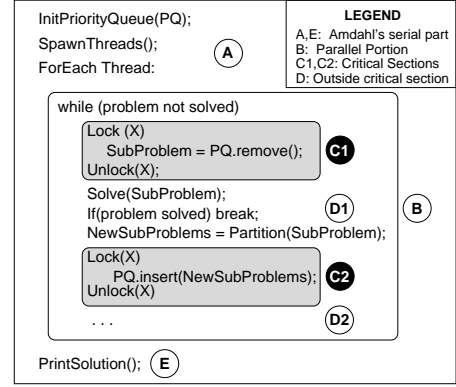 InitPriorityQueue(PQ);
SpawnThreads();
A
ForEach Thread:
LEGEND
A,E: Amdahl's serial part
B: Parallel Portion
C1,C2: Critical Sections
D: Outside critical section
while (problem not solved)
Lock (X)
SubProblem = PQ.remove();
C1
Unlock(X);
Solve(SubProblem);
If(problem solved) break;
D1
B
NewSubProblems = Partition(SubProblem);
Lock(X)
PQ.insert(NewSubProblems);
C2
Unlock(X)
. . .
D2
PrintSolution();
E